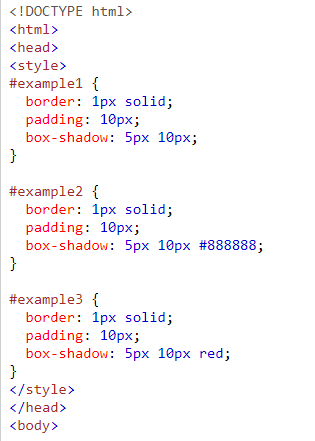 <!DOCTYPE html>
<html>
<head>
<style>
#example1 {
  border: 1px solid;
  padding: 10px;
  box-shadow: 5px 10px;
}

#example2 {
  border: 1px solid;
  padding: 10px;
  box-shadow: 5px 10px #888888;
}

#example3 {
  border: 1px solid;
  padding: 10px;
  box-shadow: 5px 10px red;
}
</style>
</head>
<body>